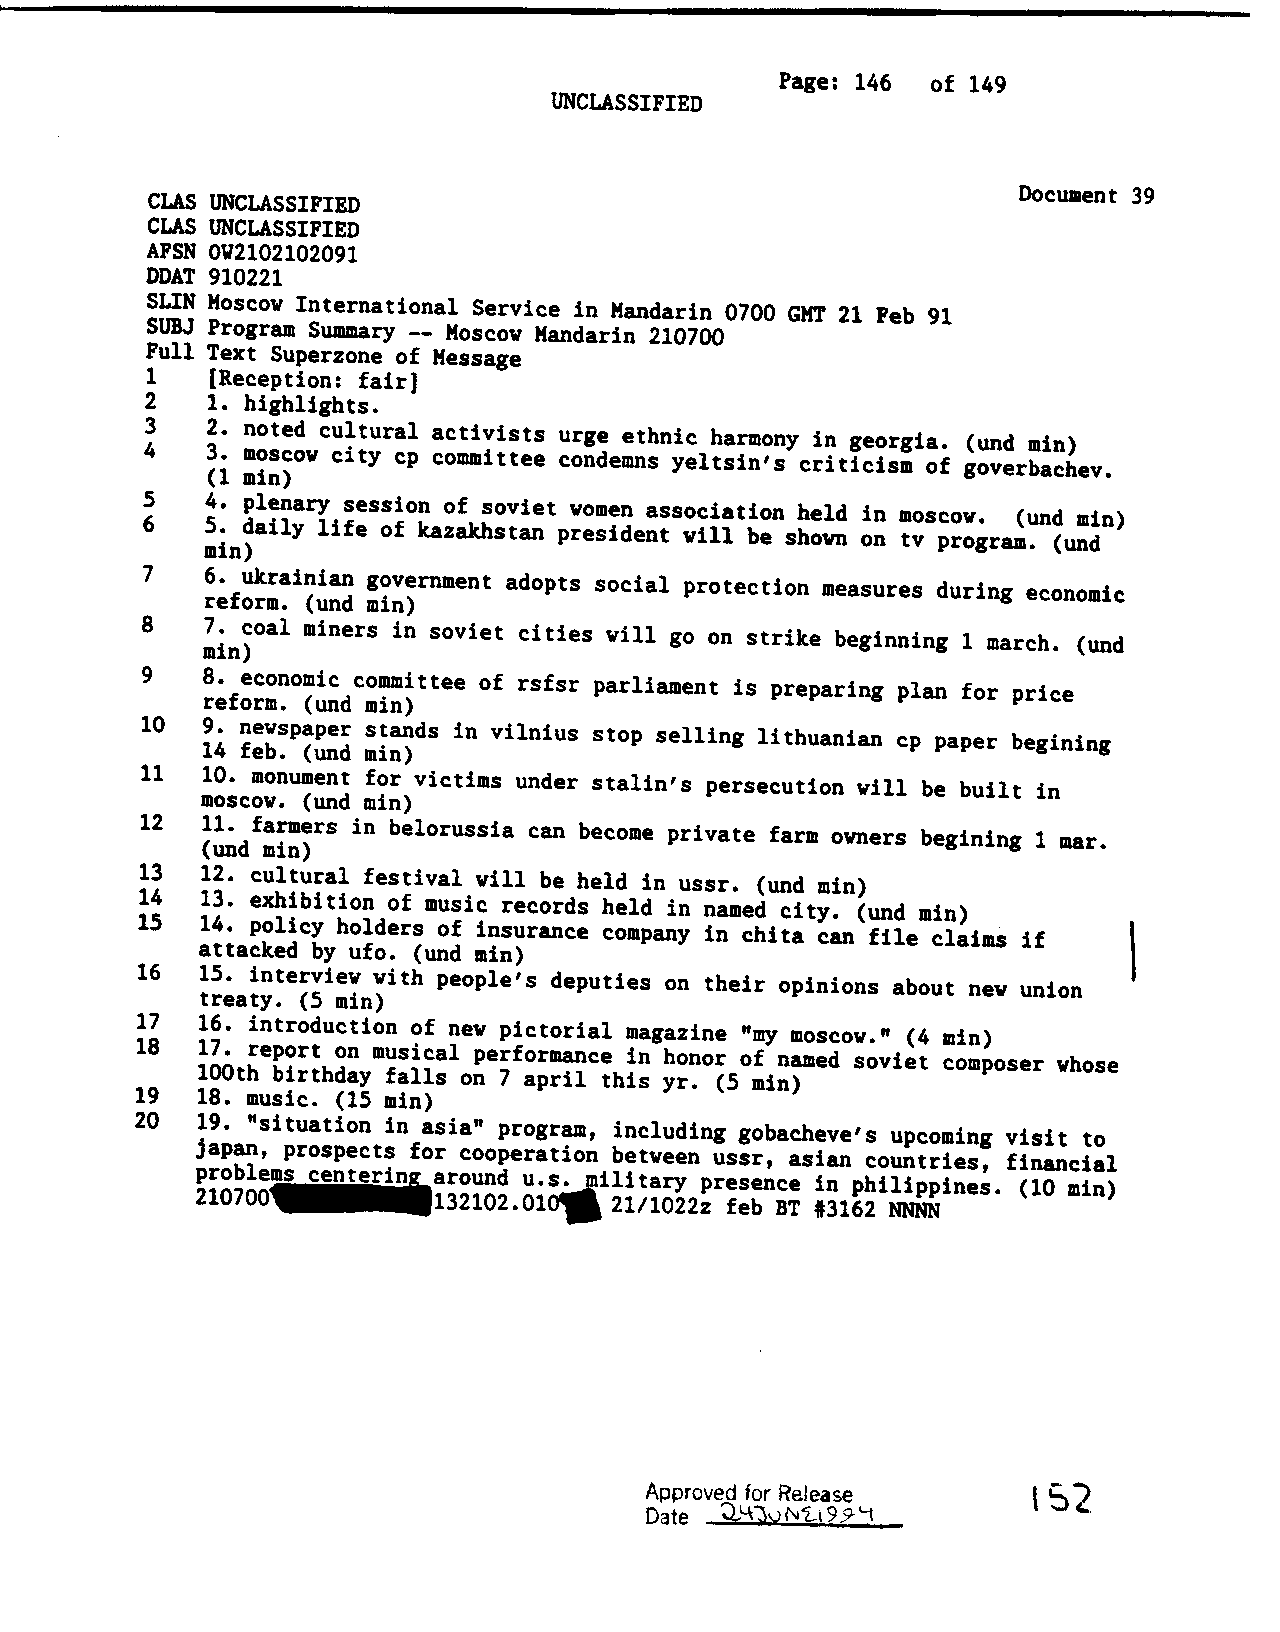 Page: 146 of 149
UNCLASSIFIED
Document 39
CLAS UNCLASSIFIED
CLAS UNCLASSIFIED
AFSN OW2102102091
DDAT 910221
SLIN Moscow International Service in Mandarin 0700 GMT 21 Feb 91
SUBJ Program Summary -- Moscow Mandarin 210700
Full Text Superzone of Message
1 [Reception: fair]
2 1. highlights.
3 2. noted cultural activists urge ethnic harmony in georgia. (und min)
4 3. moscow city cp committee condemns yeltsin's criticism of goverbachev.
(1 min)
5 4. plenary session of soviet women association held in moscow. (und min)
6 5. daily life of kazakhstan president will be shown on tv program. (und
min)
7 6. ukrainian government adopts social protection measures during economic
reform. (und min)
8 7. coal miners in soviet cities will go on strike beginning 1 march. (und
min)
9 8. economic committee of rsfsr parliament is preparing plan for price
reform. (und min)
10 9. newspaper stands in vilnius stop selling lithuanian cp paper begining
14 feb. (und min)
11 10. monument for victims under stalin's persecution will be built in
moscow. (und min)
12 11. farmers in belorussia can become private farm owners begining 1 mar.
(und min)
13 12. cultural festival will be held in ussr. (und min)
14 13. exhibition of music records held in named city. (und min)
15 14. policy holders of insurance company in chita can file claims if
attacked by ufo. (und min)
16 15. interview with people's deputies on their opinions about new union
treaty. (5 min)
17 16. introduction of new pictorial magazine "my moscow." (4 min)
18 17. report on musical performance in honor of named soviet composer whose
100th birthday falls on 7 april this yr. (5 min)
19 18. music. (15 min)
20 19. "situation in asia" program, including gobacheve's upcoming visit to
japan, prospects for cooperation between ussr, asian countries, financial
problems centering around u.s. military presence in philippines. (10 min)
210700 132102.010 21/1022z feb BT #3162 NNNN
Approved for Release
Date 24JUNE1994
152